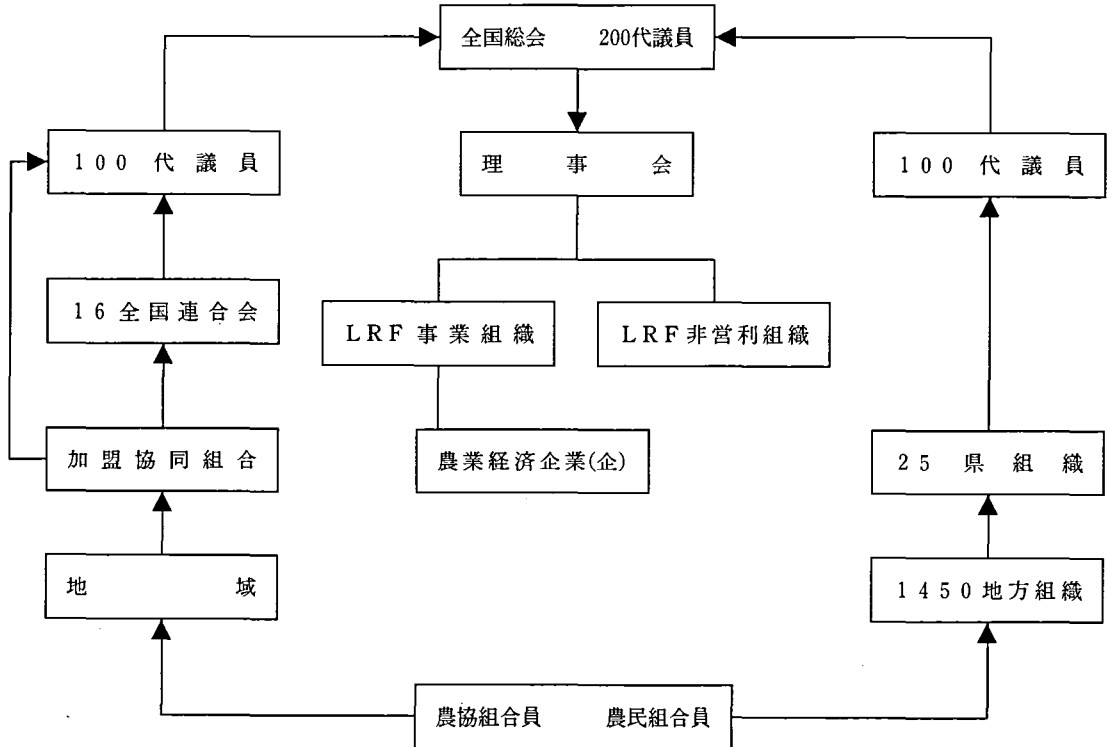 全国総会 200代議員
100代議員
理事会
100代議員
16全国連合会
LRF事業組織
LRF非営利組織
加盟協同組合
農業経済企業(企)
25県組織
地域
1450地方組織
農協組合員 農民組合員